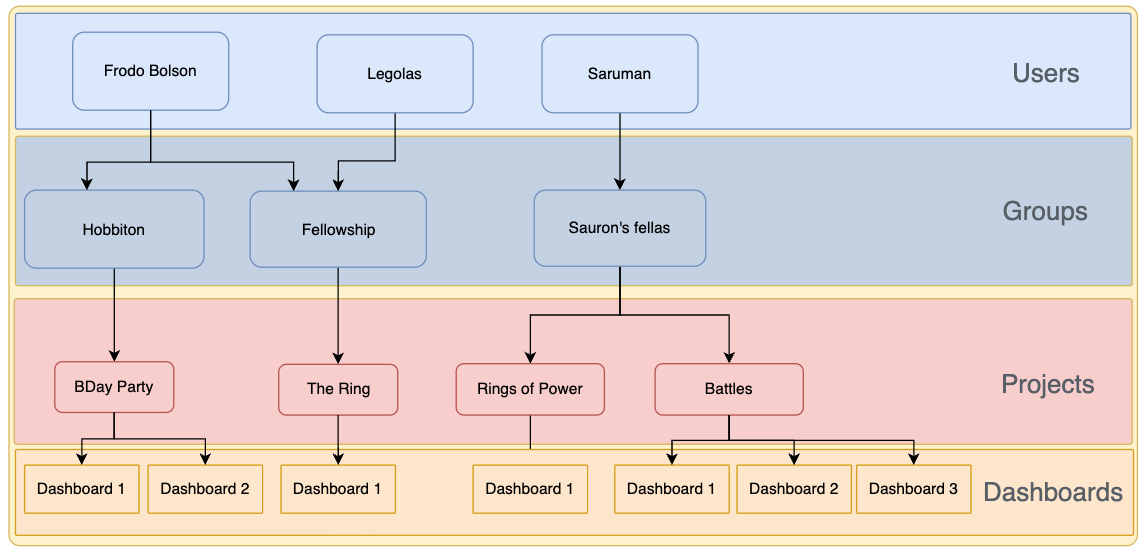 Frodo Bolson
Legolas
Saruman
Users
Hobbiton
Fellowship
Sauron's fellas
Groups
BDay Party
The Ring
Rings of Power
Battles
Projects
Dashboard 1
Dashboard 2
Dashboard 1
Dashboard 1
Dashboard 1
Dashboard 2
Dashboard 3
Dashboards